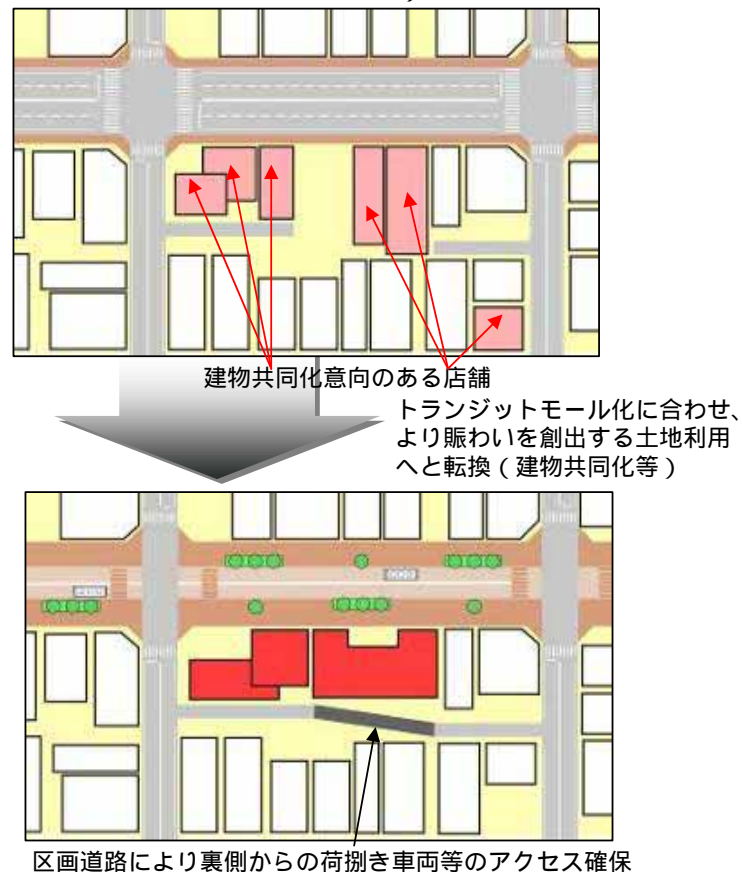 建物共同化意向のある店舗
トランジットモール化に合わせ、
より賑わいを創出する土地利用
へと転換（建物共同化等）
区画道路により裏側からの荷捌き車両等のアクセス確保